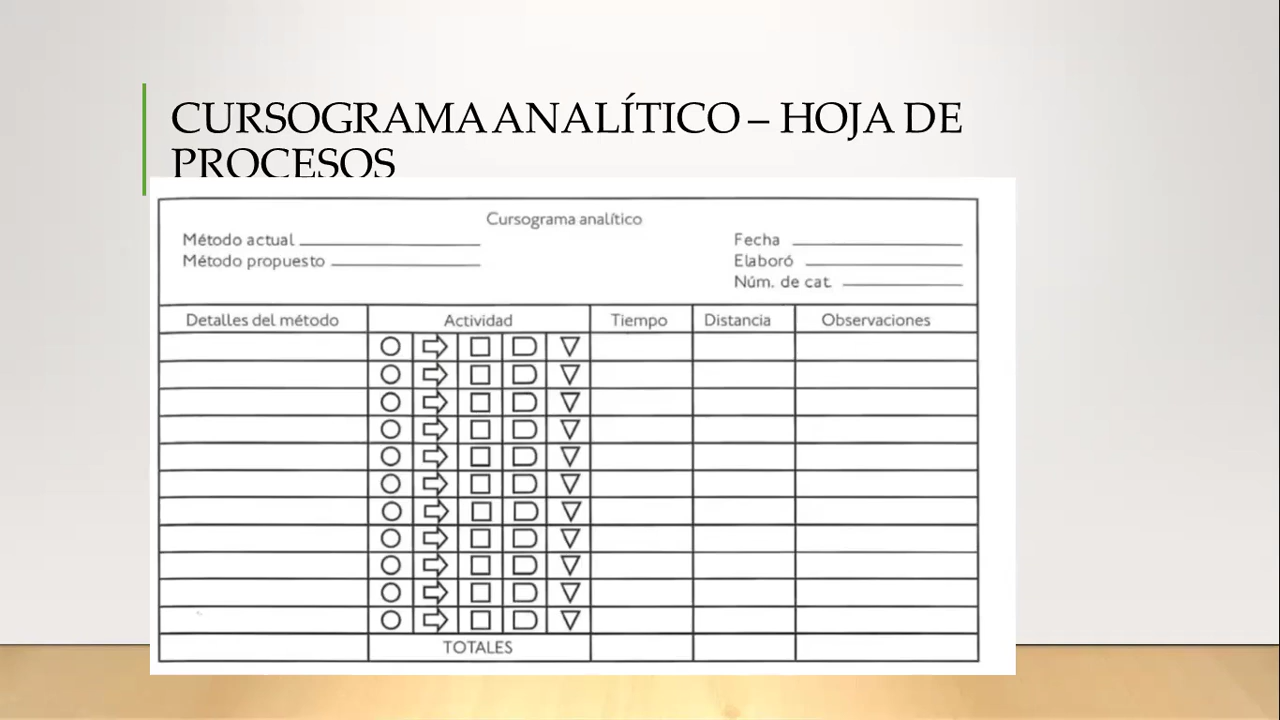 CURSOGRAMA ANALÍTICO – HOJA DE
PROCESOS
Cursograma analítico
Método actual
Fecha
Método propuesto
Elaboró
Núm. de cat.
Detalles del método Actividad Tiempo Distancia Observaciones
TOTALES